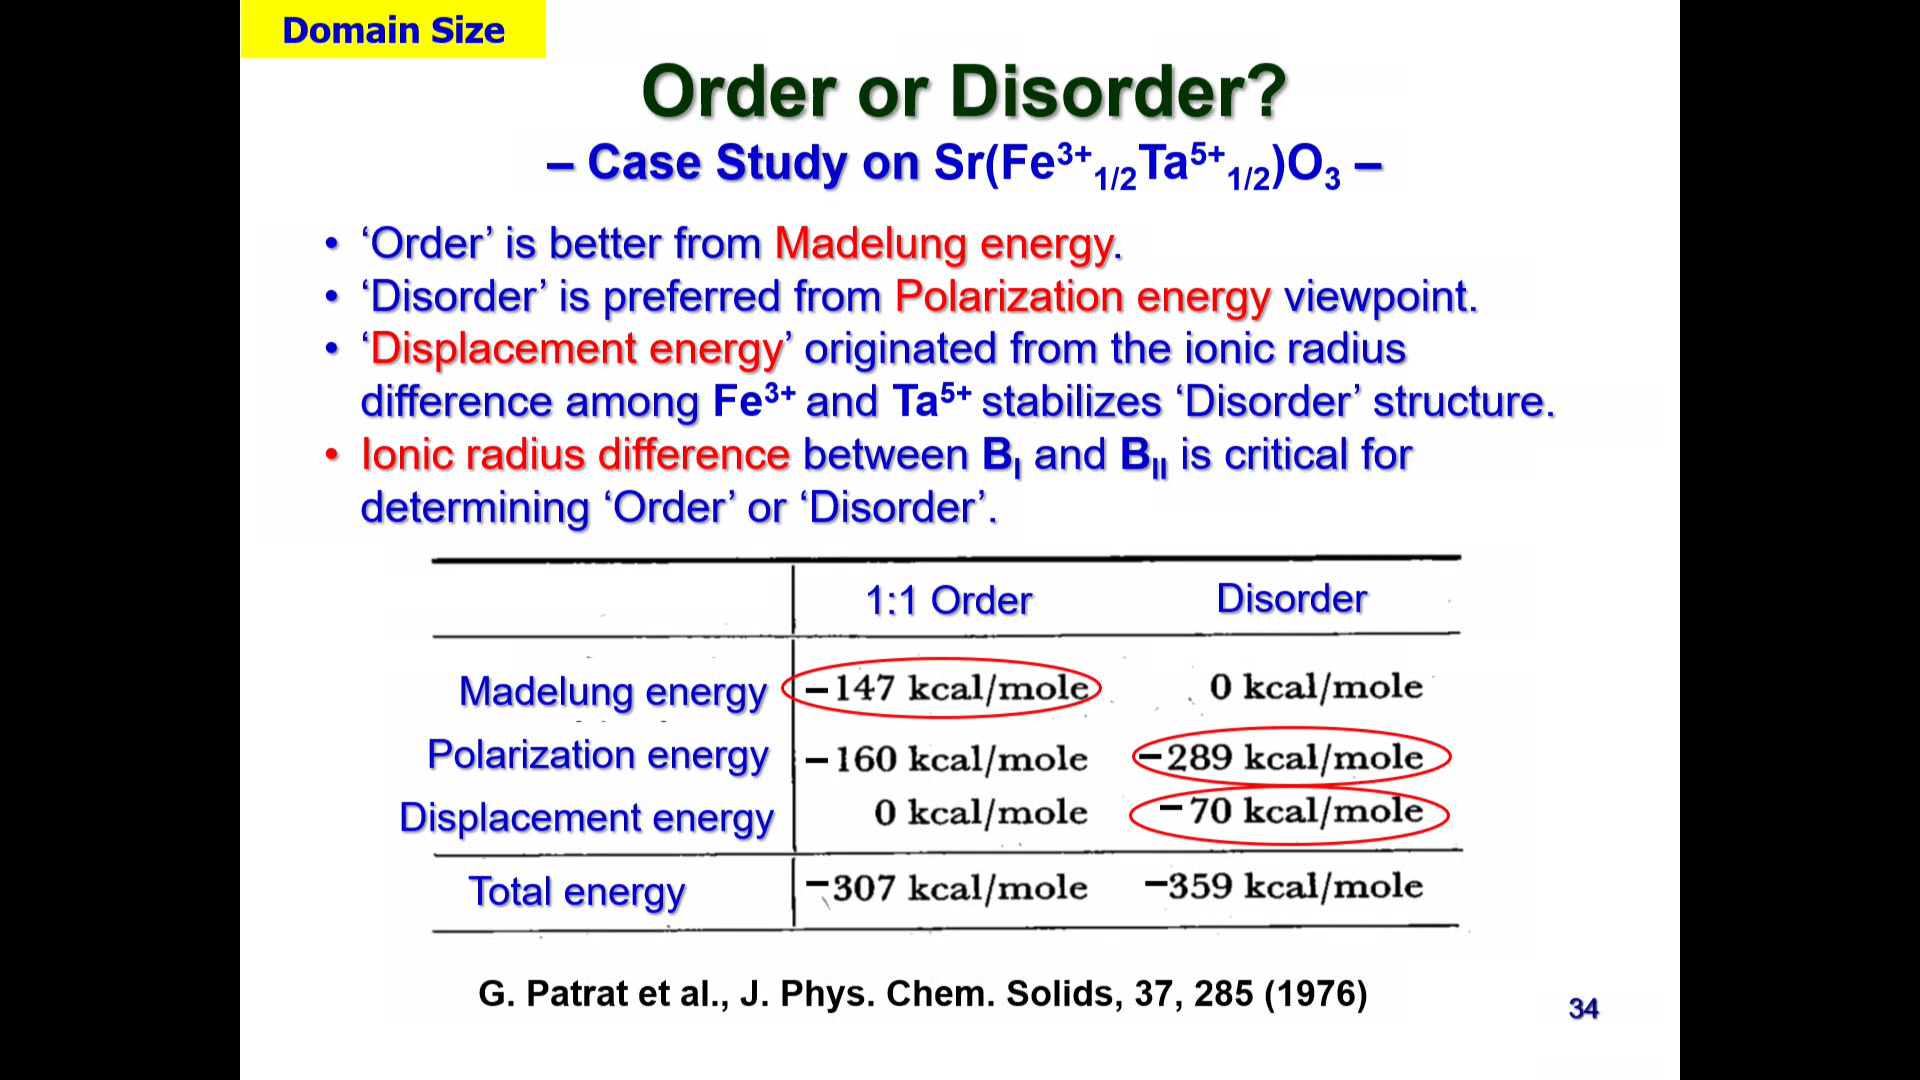 Domain Size
Order or Disorder?
– Case Study on Sr(Fe³⁺₁/₂Ta⁵⁺₁/₂)O₃ –
• ‘Order’ is better from Madelung energy.
• ‘Disorder’ is preferred from Polarization energy viewpoint.
• ‘Displacement energy’ originated from the ionic radius
difference among Fe³⁺ and Ta⁵⁺ stabilizes ‘Disorder’ structure.
• Ionic radius difference between B_I and B_II is critical for
determining ‘Order’ or ‘Disorder’.
1:1 Order Disorder
Madelung energy −147 kcal/mole 0 kcal/mole
Polarization energy −160 kcal/mole −289 kcal/mole
Displacement energy 0 kcal/mole −70 kcal/mole
Total energy −307 kcal/mole −359 kcal/mole
G. Patrat et al., J. Phys. Chem. Solids, 37, 285 (1976)
34